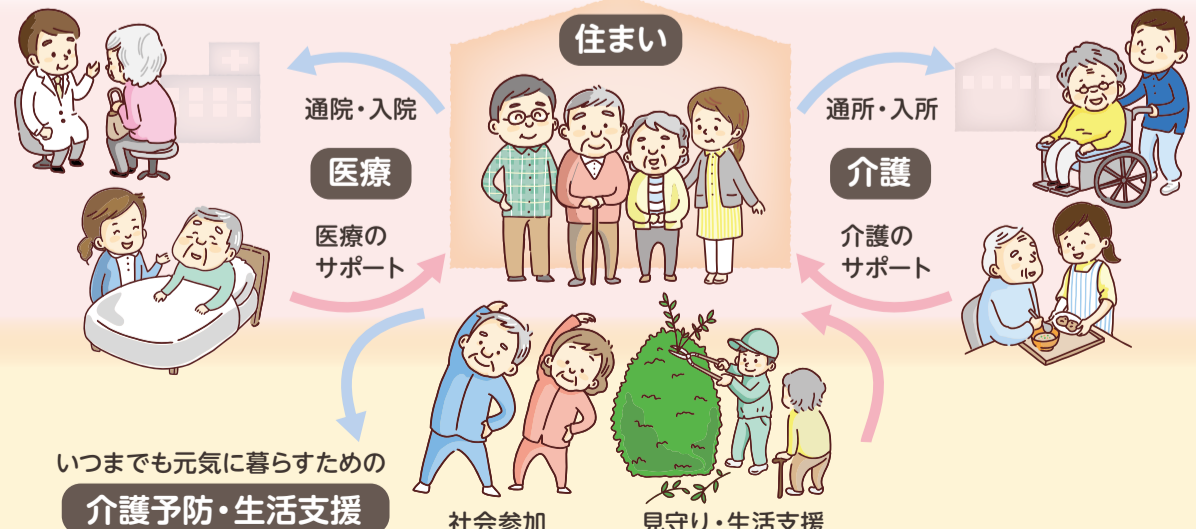 住まい
通院・入院
医療
医療の
サポート
通所・入所
介護
介護の
サポート
いつまでも元気に暮らすための
介護予防・生活支援
社会参加
見守り・生活支援